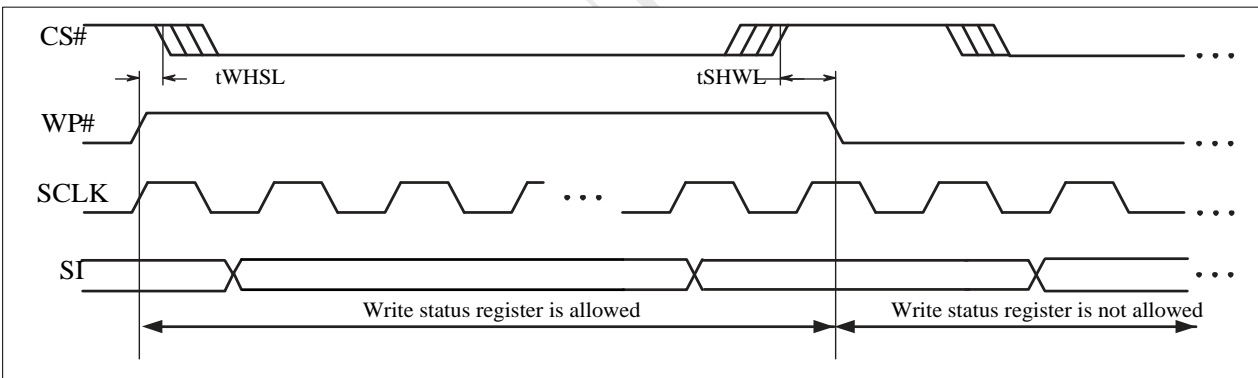 CS#
tWHSL
tSHWL
WP#
SCLK
SI
Write status register is allowed
Write status register is not allowed